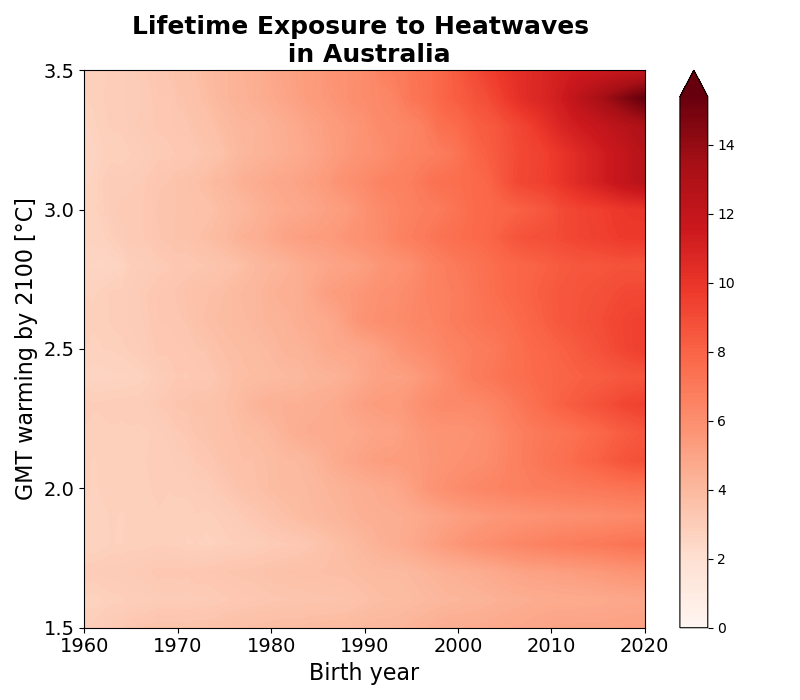 Lifetime Exposure to Heatwaves
in Australia
GMT warming by 2100 [°C]
3.5
3.0
2.5
2.0
1.5
1960 1970 1980 1990 2000 2010 2020
Birth year
14
12
10
8
6
4
2
0